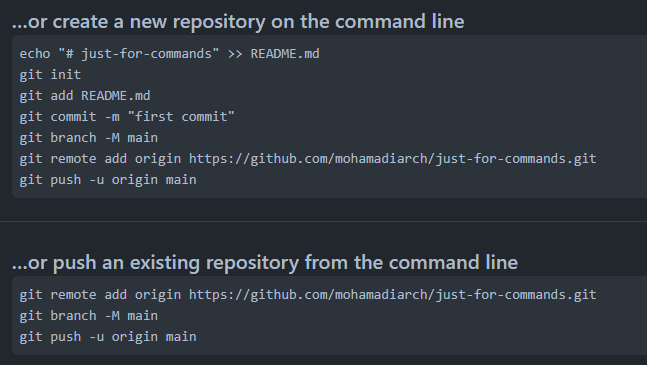 ...or create a new repository on the command line
echo "# just-for-commands" >> README.md
git init
git add README.md
git commit -m "first commit"
git branch -M main
git remote add origin https://github.com/mohamadiarch/just-for-commands.git
git push -u origin main
...or push an existing repository from the command line
git remote add origin https://github.com/mohamadiarch/just-for-commands.git
git branch -M main
git push -u origin main